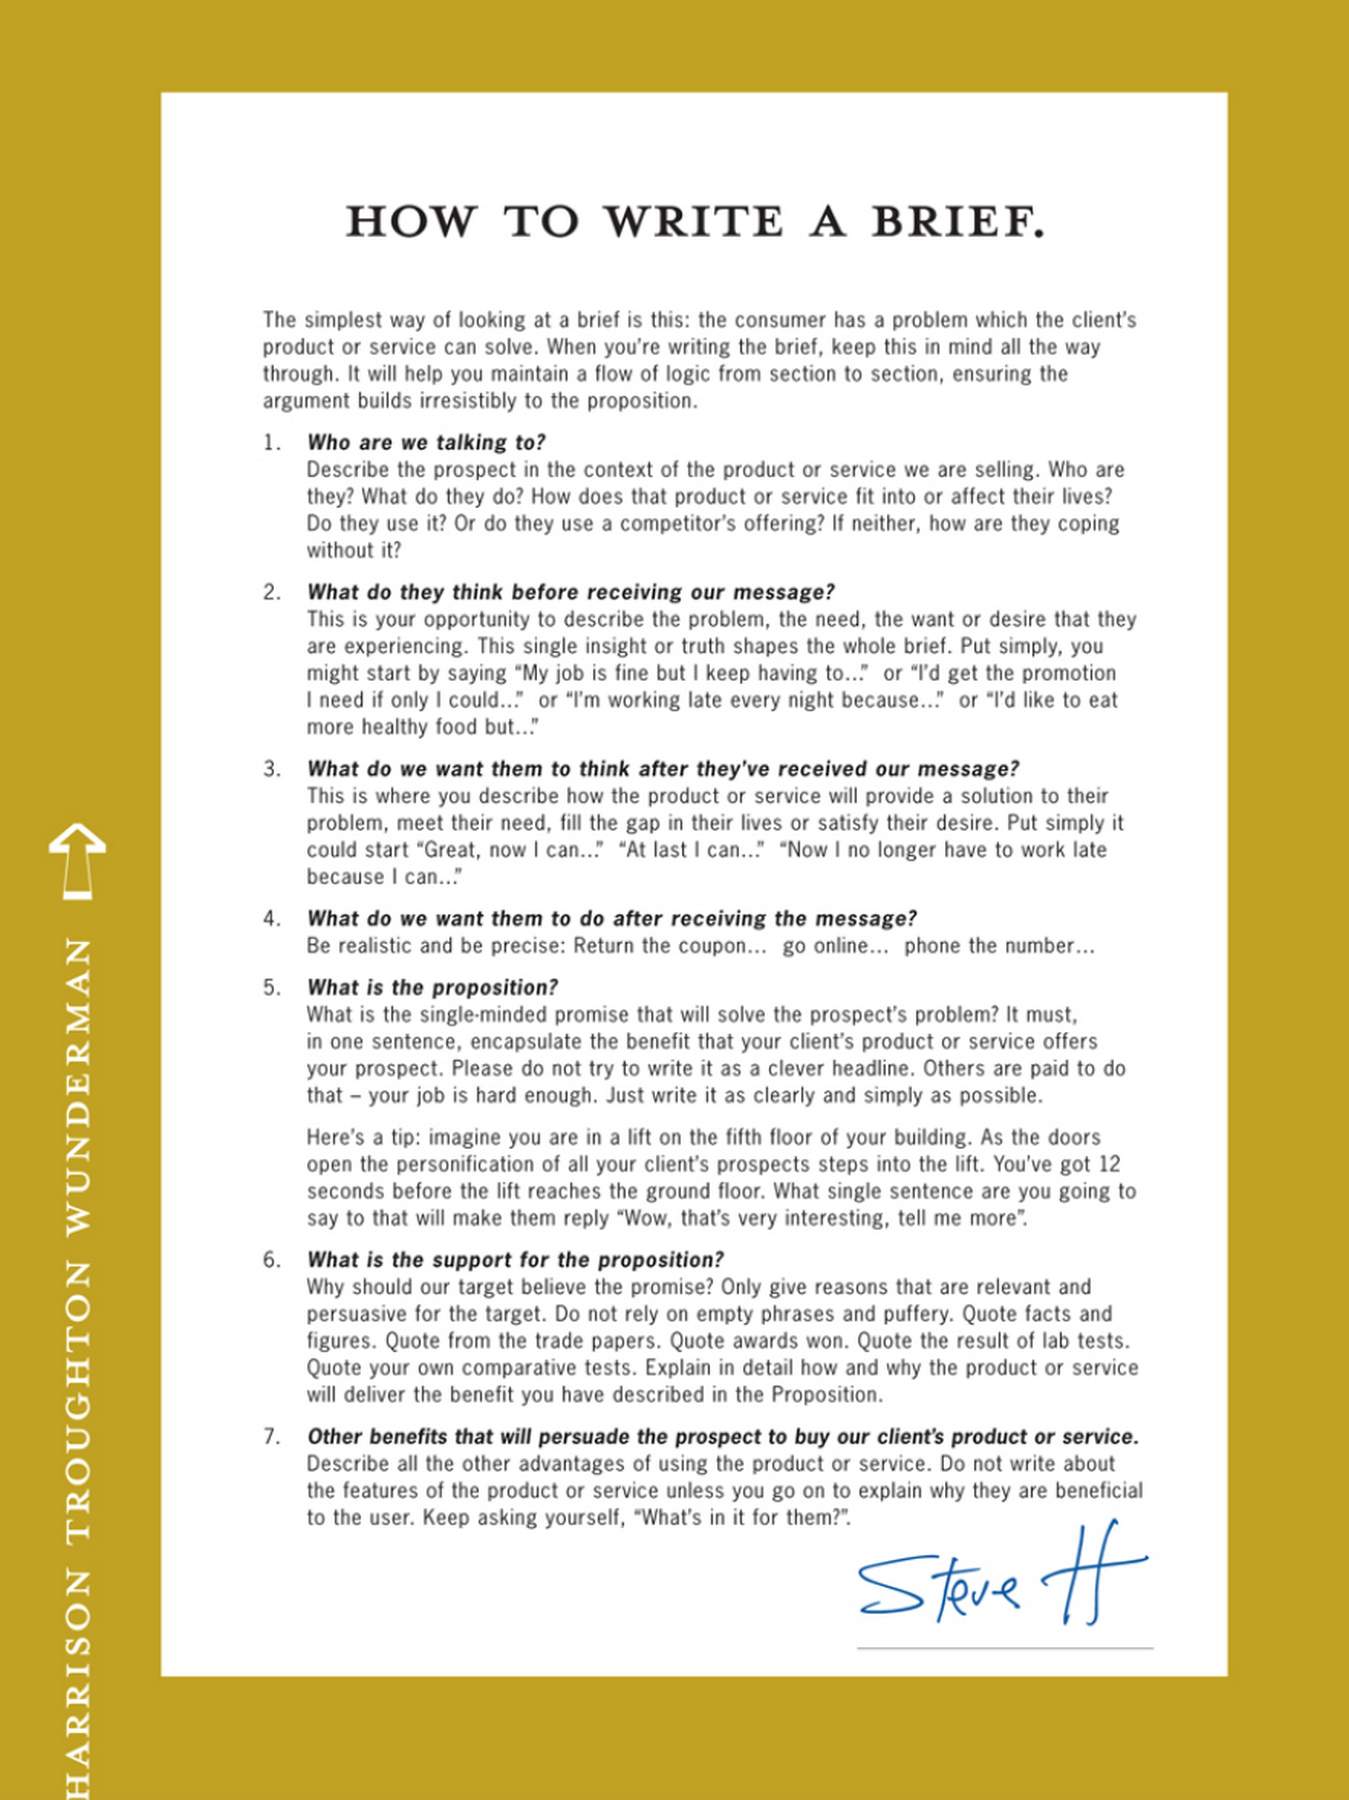 HOW TO WRITE A BRIEF.
The simplest way of looking at a brief is this: the consumer has a problem which the client's
product or service can solve. When you're writing the brief, keep this in mind all the way
through. It will help you maintain a flow of logic from section to section, ensuring the
argument builds irresistibly to the proposition.
1. Who are we talking to?
Describe the prospect in the context of the product or service we are selling. Who are
they? What do they do? How does that product or service fit into or affect their lives?
Do they use it? Or do they use a competitor's offering? If neither, how are they coping
without it?
2. What do they think before receiving our message?
This is your opportunity to describe the problem, the need, the want or desire that they
are experiencing. This single insight or truth shapes the whole brief. Put simply, you
might start by saying “My job is fine but I keep having to...” or “I'd get the promotion
I need if only I could...” or “I'm working late every night because...” or “I'd like to eat
more healthy food but...”
3. What do we want them to think after they've received our message?
This is where you describe how the product or service will provide a solution to their
problem, meet their need, fill the gap in their lives or satisfy their desire. Put simply it
could start “Great, now I can...” “At last I can...” “Now I no longer have to work late
because I can...”
4. What do we want them to do after receiving the message?
Be realistic and be precise: Return the coupon... go online... phone the number...
5. What is the proposition?
What is the single-minded promise that will solve the prospect's problem? It must,
in one sentence, encapsulate the benefit that your client's product or service offers
your prospect. Please do not try to write it as a clever headline. Others are paid to do
that – your job is hard enough. Just write it as clearly and simply as possible.
Here's a tip: imagine you are in a lift on the fifth floor of your building. As the doors
open the personification of all your client's prospects steps into the lift. You've got 12
seconds before the lift reaches the ground floor. What single sentence are you going to
say to that will make them reply “Wow, that's very interesting, tell me more”.
6. What is the support for the proposition?
Why should our target believe the promise? Only give reasons that are relevant and
persuasive for the target. Do not rely on empty phrases and puffery. Quote facts and
figures. Quote from the trade papers. Quote awards won. Quote the result of lab tests.
Quote your own comparative tests. Explain in detail how and why the product or service
will deliver the benefit you have described in the Proposition.
7. Other benefits that will persuade the prospect to buy our client's product or service.
Describe all the other advantages of using the product or service. Do not write about
the features of the product or service unless you go on to explain why they are beneficial
to the user. Keep asking yourself, “What's in it for them?”.
Steve H
HARRISON TROUGHTON WUNDERMAN